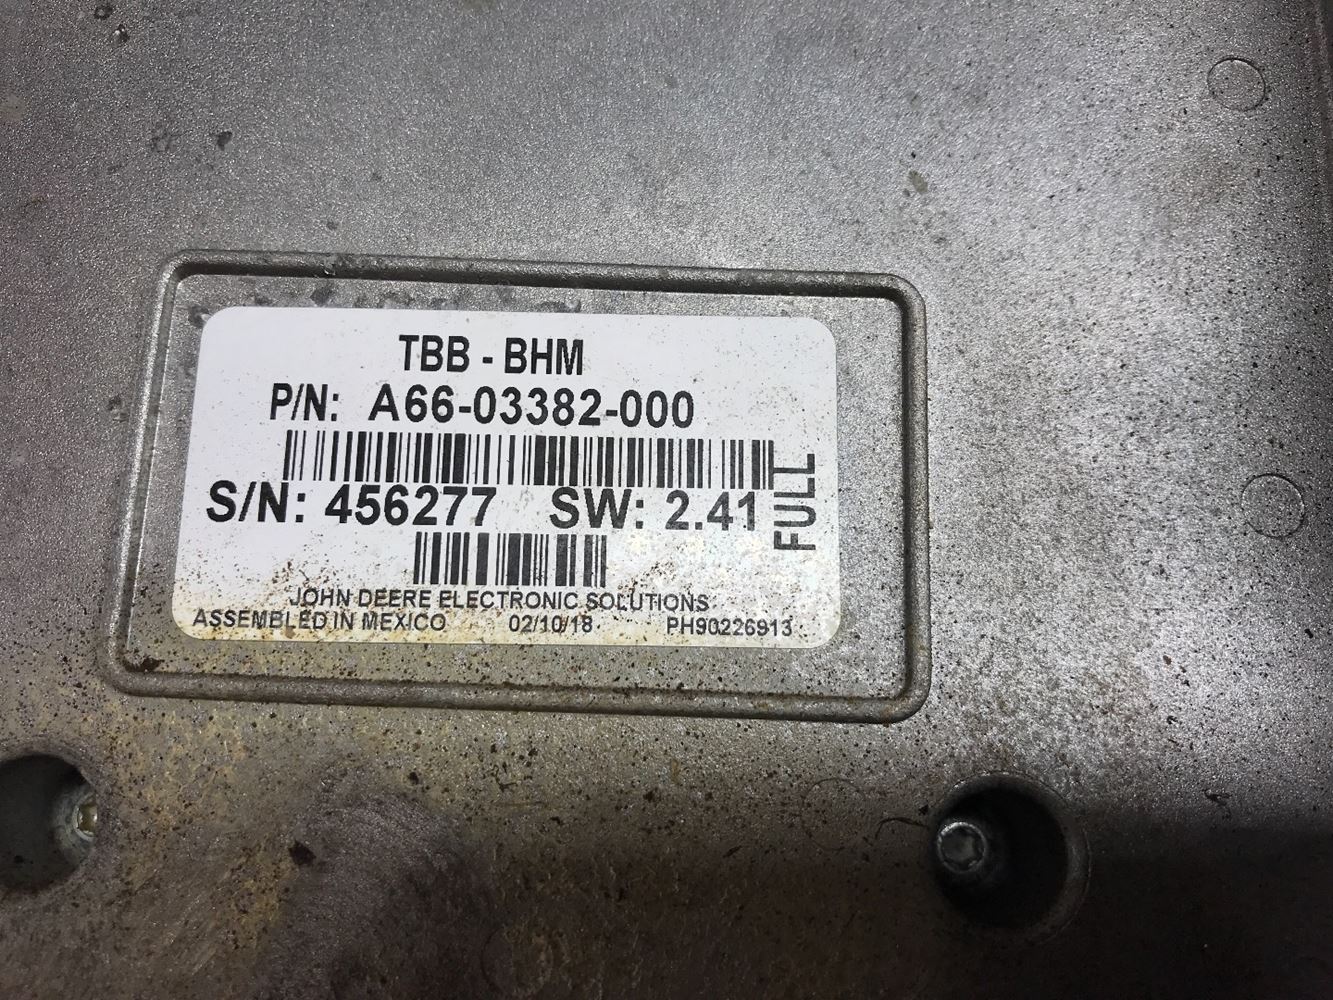 TBB - BHM
P/N: A66-03382-000
S/N: 456277 SW: 2.41
FULL
JOHN DEERE ELECTRONIC SOLUTIONS
ASSEMBLED IN MEXICO 02/10/18 PH90226913